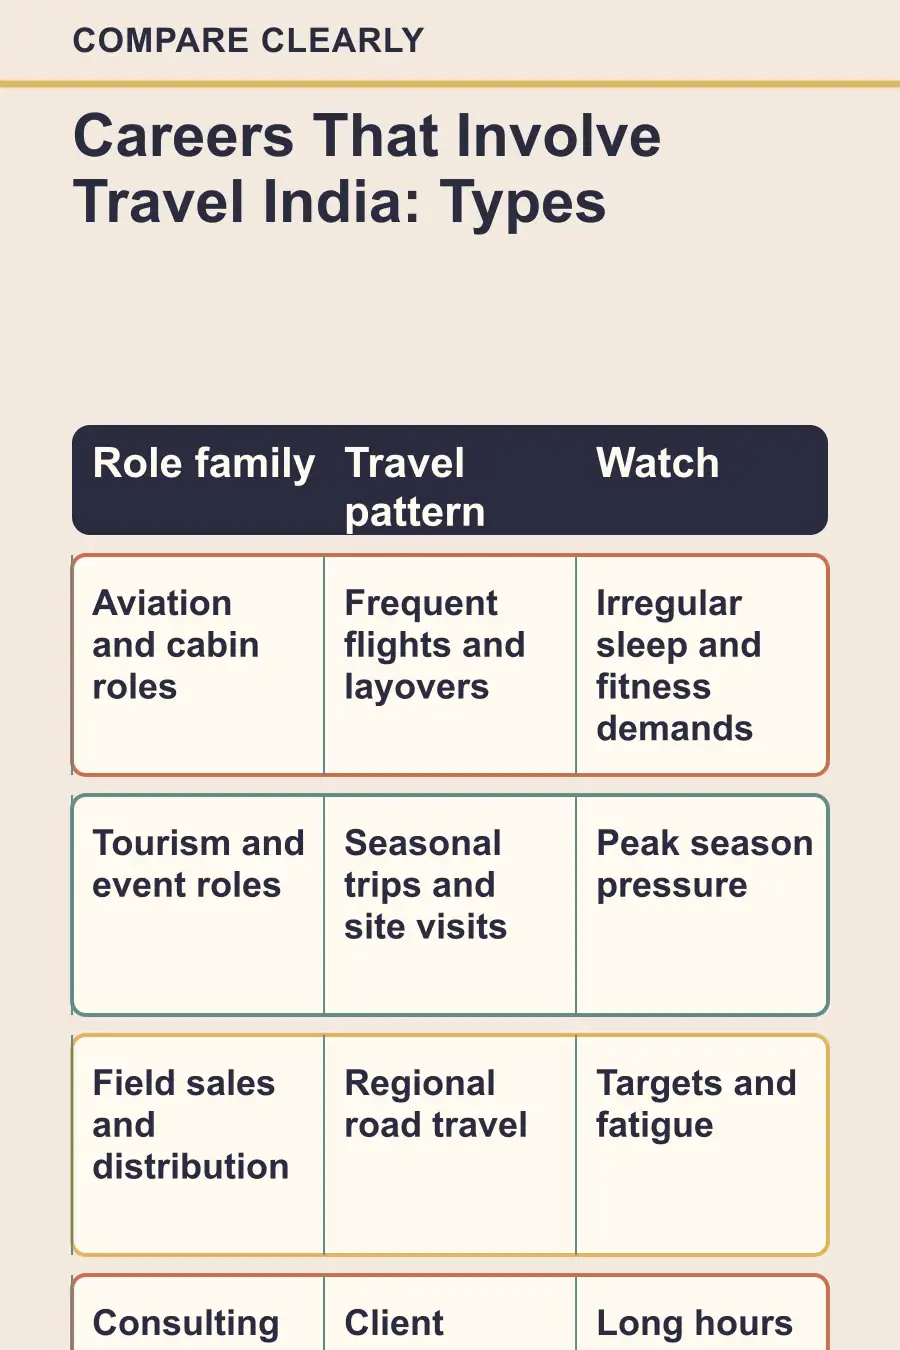 COMPARE CLEARLY
Careers That Involve
Travel India: Types
Role family
Travel
pattern
Watch
Aviation
and cabin
roles
Frequent
flights and
layovers
Irregular
sleep and
fitness
demands
Tourism and
event roles
Seasonal
trips and
site visits
Peak season
pressure
Field sales
and
distribution
Regional
road travel
Targets and
fatigue
Consulting
Client
Long hours